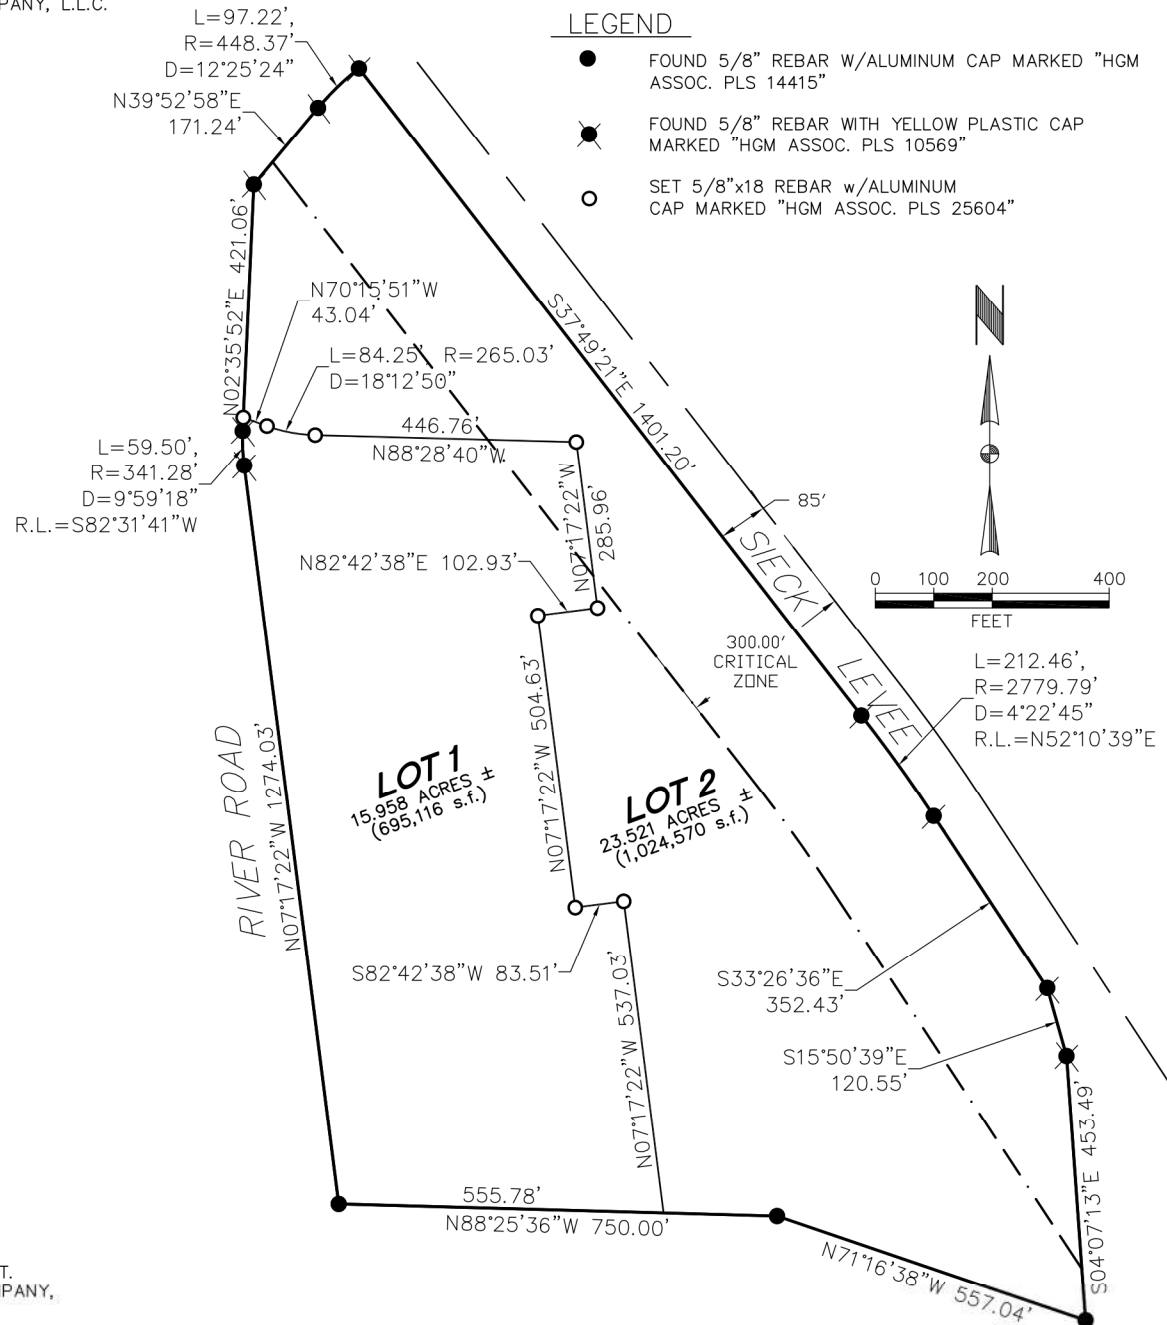 PANY, L.L.C.
L=97.22',
R=448.37'
D=12°25'24"
N39°52'58"E
171.24'
LEGEND
FOUND 5/8" REBAR W/ALUMINUM CAP MARKED "HGM
ASSOC. PLS 14415"
FOUND 5/8" REBAR WITH YELLOW PLASTIC CAP
MARKED "HGM ASSOC. PLS 10569"
SET 5/8"x18 REBAR w/ALUMINUM
CAP MARKED "HGM ASSOC. PLS 25604"
N
N02°35'52"E 421.06'
N70°15'51"W
43.04'
L=84.25' R=265.03'
D=18°12'50"
446.76'
N88°28'40"W
S37°49'21"E 1401.20'
L=59.50',
R=341.28'
D=9°59'18"
R.L.=S82°31'41"W
N07°17'22"W
285.96'
85'
SIECK LEVEE
N82°42'38"E 102.93'
0 100 200 400
FEET
300.00'
CRITICAL
ZONE
L=212.46',
R=2779.79'
D=4°22'45"
R.L.=N52°10'39"E
N07°17'22"W 504.63'
RIVER ROAD
N07°17'22"W 1274.03'
LOT 1
15.958 ACRES ±
(695,116 s.f.)
LOT 2
23.521 ACRES ±
(1,024,570 s.f.)
S82°42'38"W 83.51'
N07°17'22"W 537.03'
S33°26'36"E
352.43'
S15°50'39"E
120.55'
S04°07'13"E 453.49'
555.78'
N88°25'36"W 750.00'
N71°16'38"W 557.04'
T.
PANY,